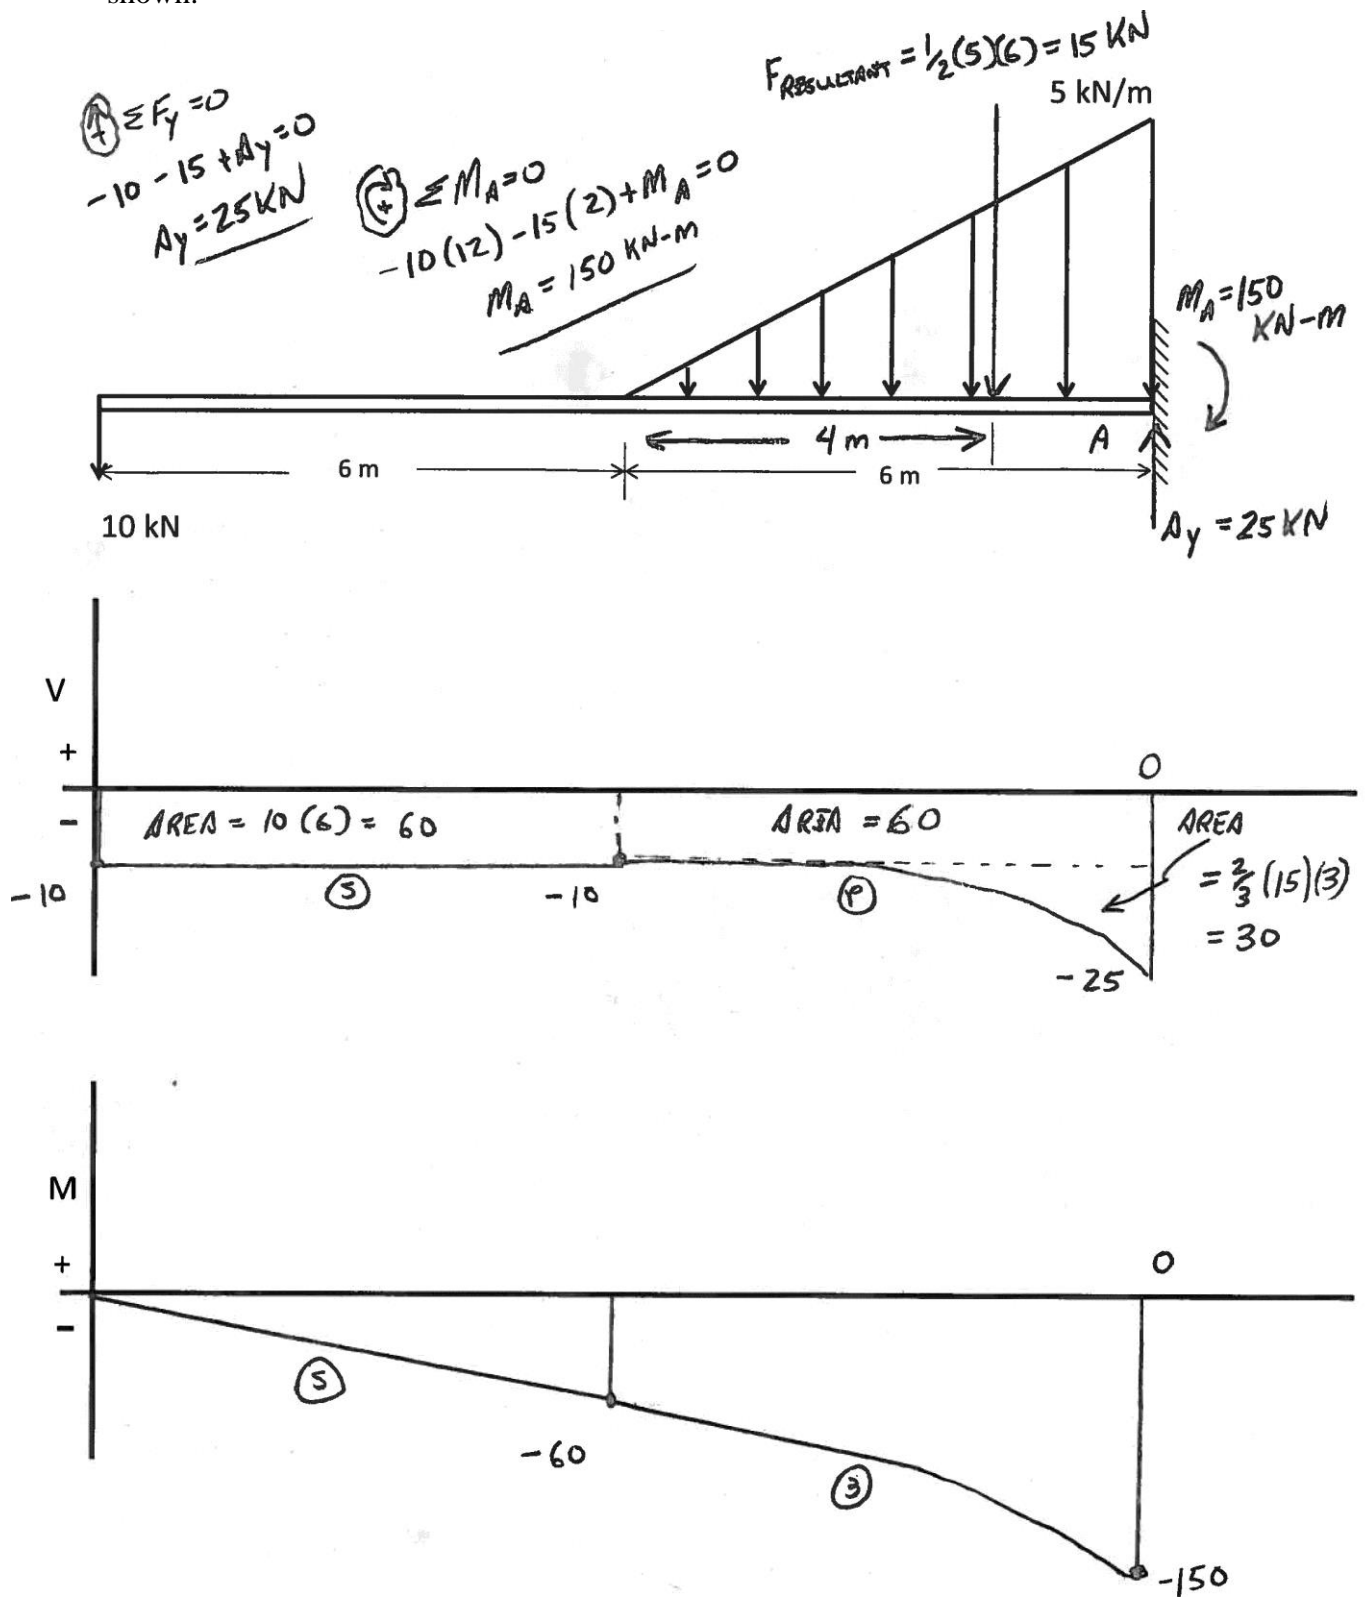 shown.
F RESULTANT = 1/2(5)(6) = 15 KN
5 kN/m
+ ΣFy = 0
-10 - 15 + Ay = 0
Ay = 25 KN
+ ΣMA = 0
-10(12) - 15(2) + MA = 0
MA = 150 KN-m
MA = 150
KN-m
4 m
A
6 m
6 m
10 kN
Ay = 25 KN
V
+
0
-
AREA = 10(6) = 60
AREA = 60
AREA
= 2/3(15)(3)
= 30
-10
S
-10
P
-25
M
+
0
-
S
-60
3
-150